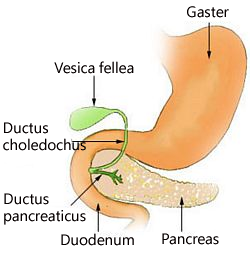 Gaster
Vesica fellea
Ductus
choledochus
Ductus
pancreaticus
Duodenum
Pancreas